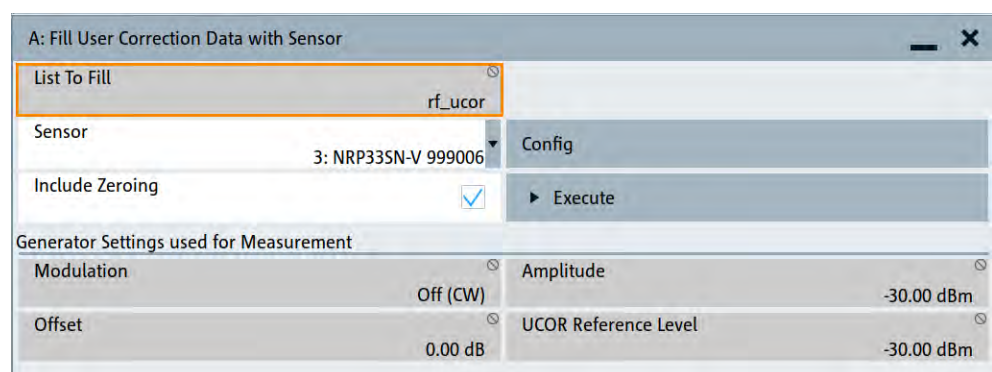 A: Fill User Correction Data with Sensor
List To Fill
rf_ucor
Sensor
3: NRP33SN-V 999006
Config
Include Zeroing
Execute
Generator Settings used for Measurement
Modulation
Off (CW)
Amplitude
-30.00 dBm
Offset
0.00 dB
UCOR Reference Level
-30.00 dBm